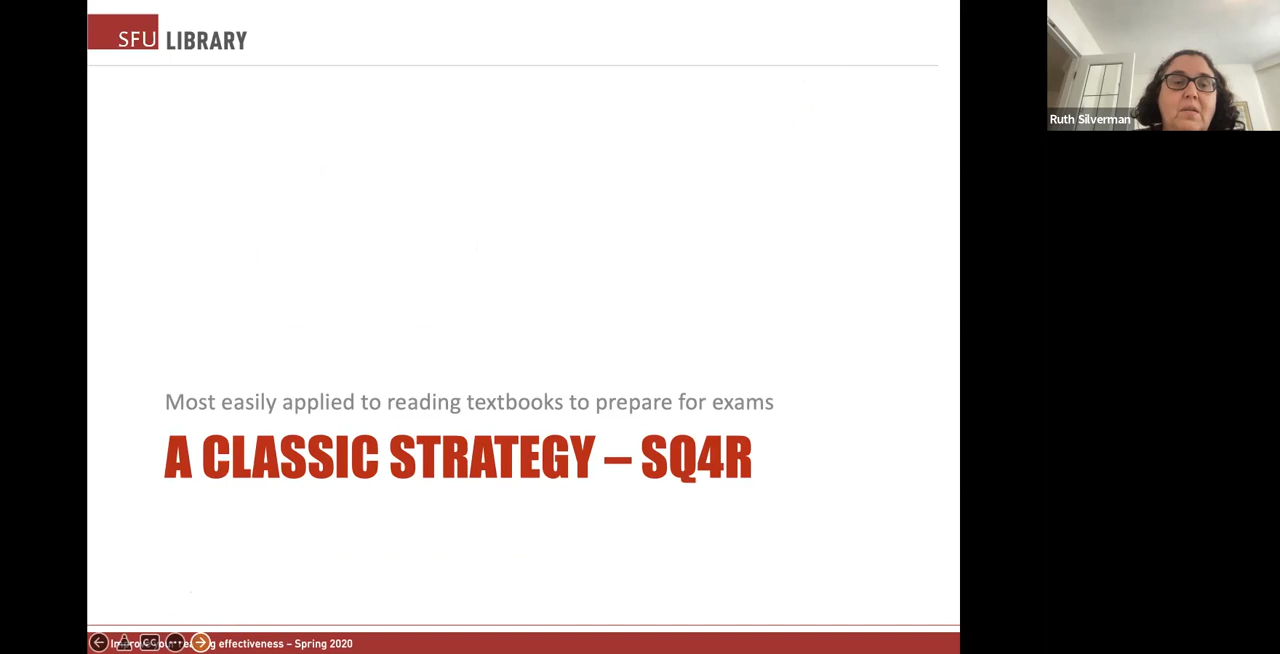 SFU LIBRARY
Ruth Silverman
Most easily applied to reading textbooks to prepare for exams
A CLASSIC STRATEGY – SQ4R
effectiveness – Spring 2020